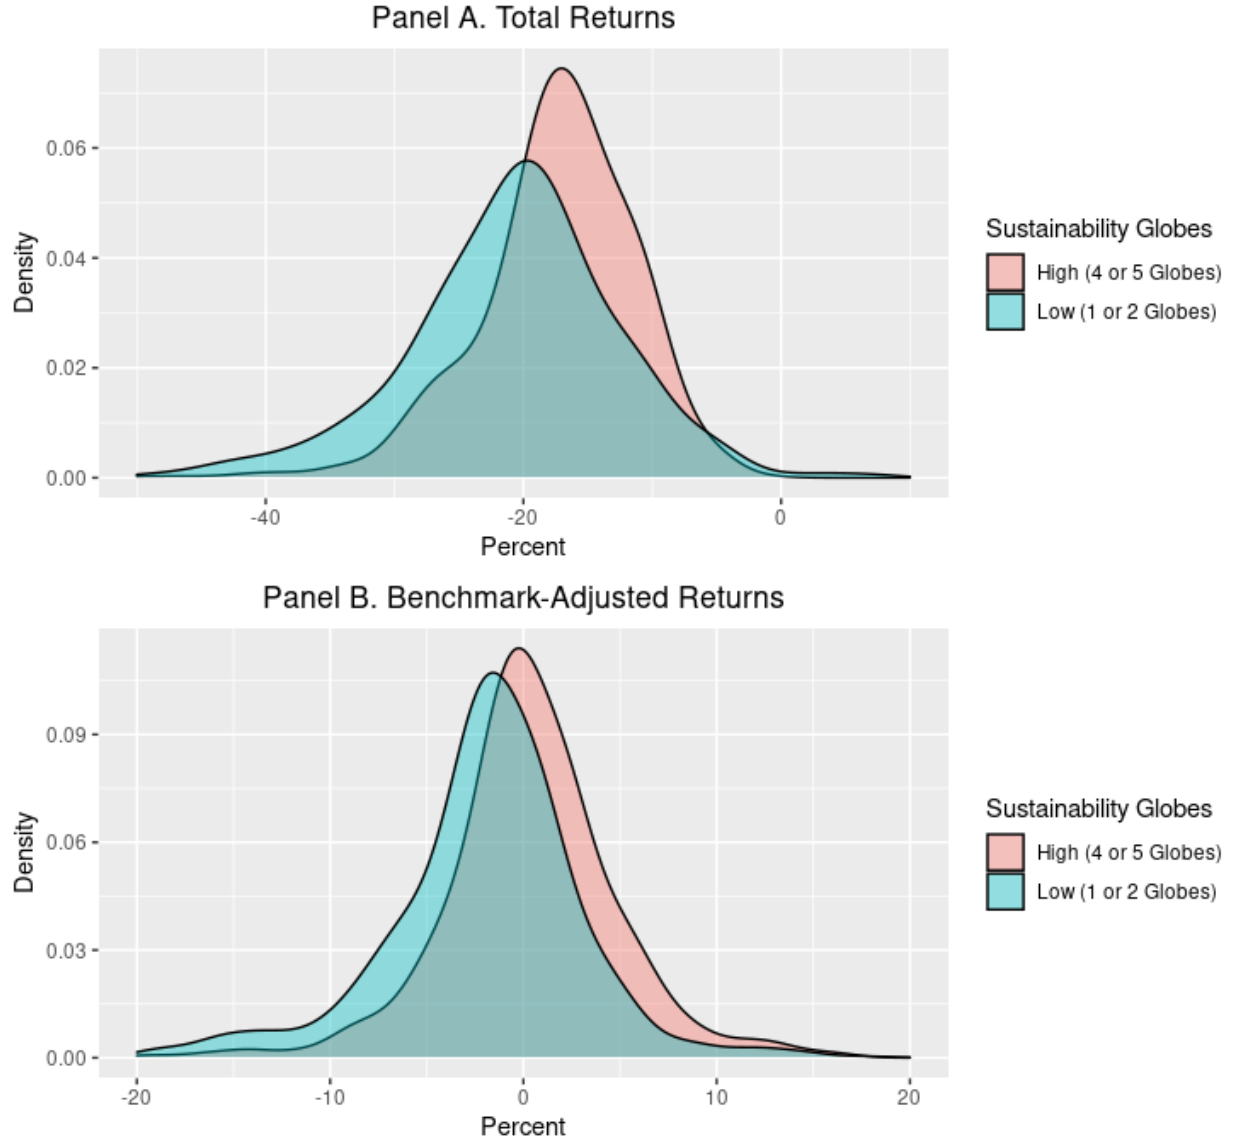 Panel A. Total Returns
0.06
0.04
0.02
0.00
Density
-40 -20 0
Percent
Sustainability Globes
High (4 or 5 Globes)
Low (1 or 2 Globes)
Panel B. Benchmark-Adjusted Returns
0.09
0.06
0.03
0.00
Density
-20 -10 0 10 20
Percent
Sustainability Globes
High (4 or 5 Globes)
Low (1 or 2 Globes)